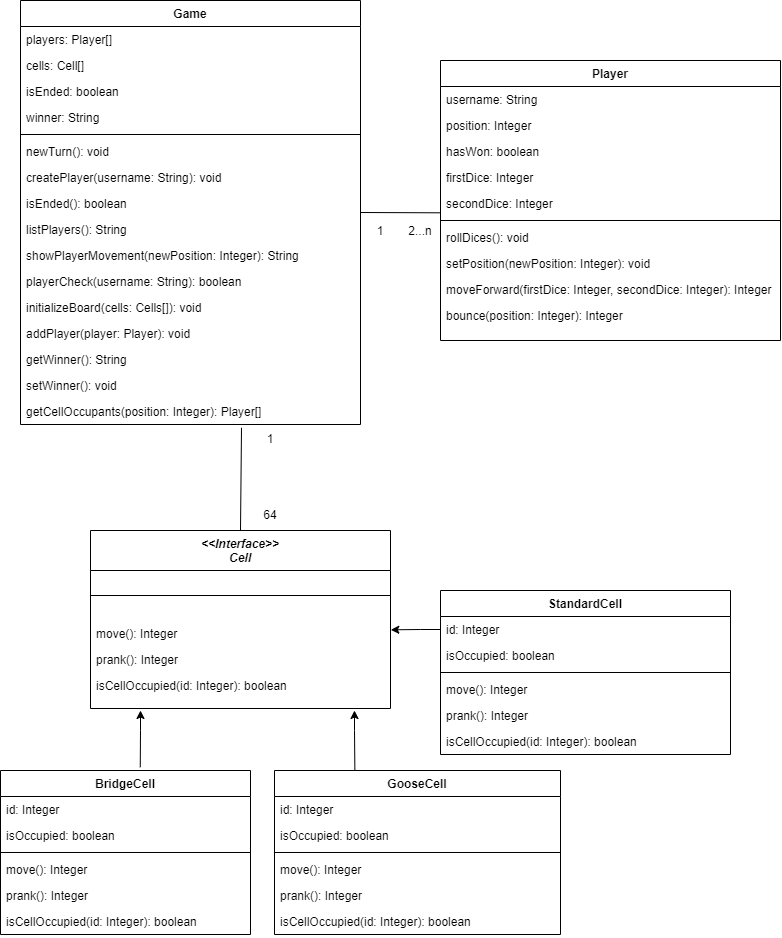 Game
players: Player[]
cells: Cell[]
isEnded: boolean
winner: String
newTurn(): void
createPlayer(username: String): void
isEnded(): boolean
listPlayers(): String
showPlayerMovement(newPosition: Integer): String
playerCheck(username: String): boolean
initializeBoard(cells: Cells[]): void
addPlayer(player: Player): void
getWinner(): String
setWinner(): void
getCellOccupants(position: Integer): Player[]
Player
username: String
position: Integer
hasWon: boolean
firstDice: Integer
secondDice: Integer
rollDices(): void
setPosition(newPosition: Integer): void
moveForward(firstDice: Integer, secondDice: Integer): Integer
bounce(position: Integer): Integer
1
2...n
1
64
<<Interface>>
Cell
move(): Integer
prank(): Integer
isCellOccupied(id: Integer): boolean
StandardCell
id: Integer
isOccupied: boolean
move(): Integer
prank(): Integer
isCellOccupied(id: Integer): boolean
BridgeCell
id: Integer
isOccupied: boolean
move(): Integer
prank(): Integer
isCellOccupied(id: Integer): boolean
GooseCell
id: Integer
isOccupied: boolean
move(): Integer
prank(): Integer
isCellOccupied(id: Integer): boolean